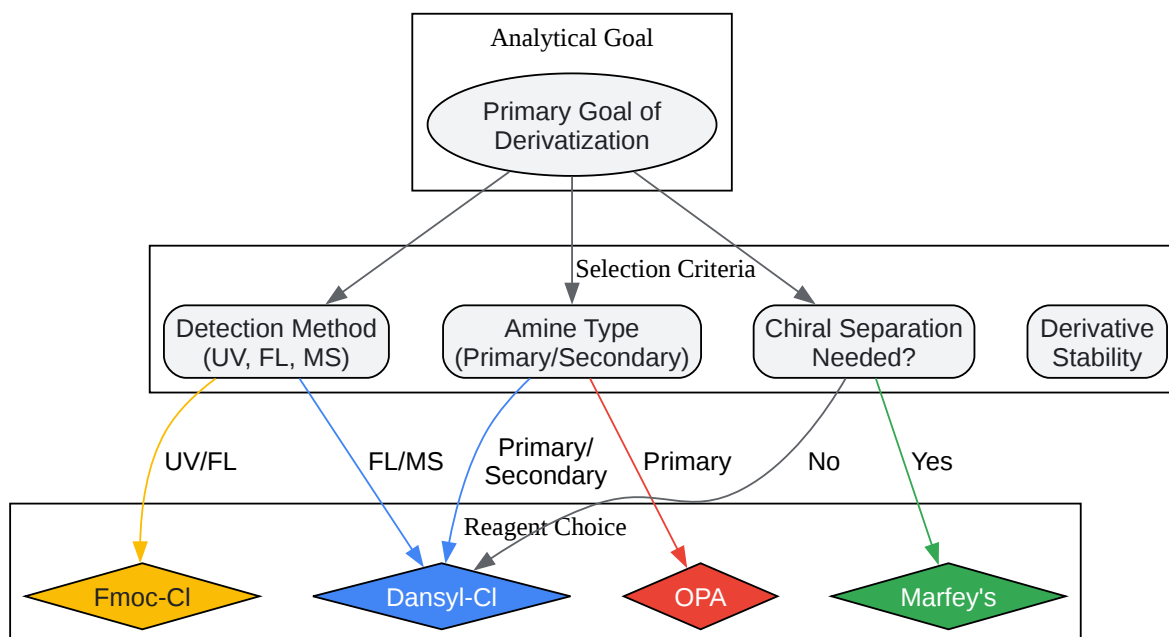 Analytical Goal
Primary Goal of
Derivatization
Selection Criteria
Detection Method
(UV, FL, MS)
Amine Type
(Primary/Secondary)
Chiral Separation
Needed?
Derivative
Stability
UV/FL
FL/MS
Primary/
Secondary
Primary
No
Yes
Reagent Choice
Fmoc-Cl
Dansyl-Cl
OPA
Marfey's